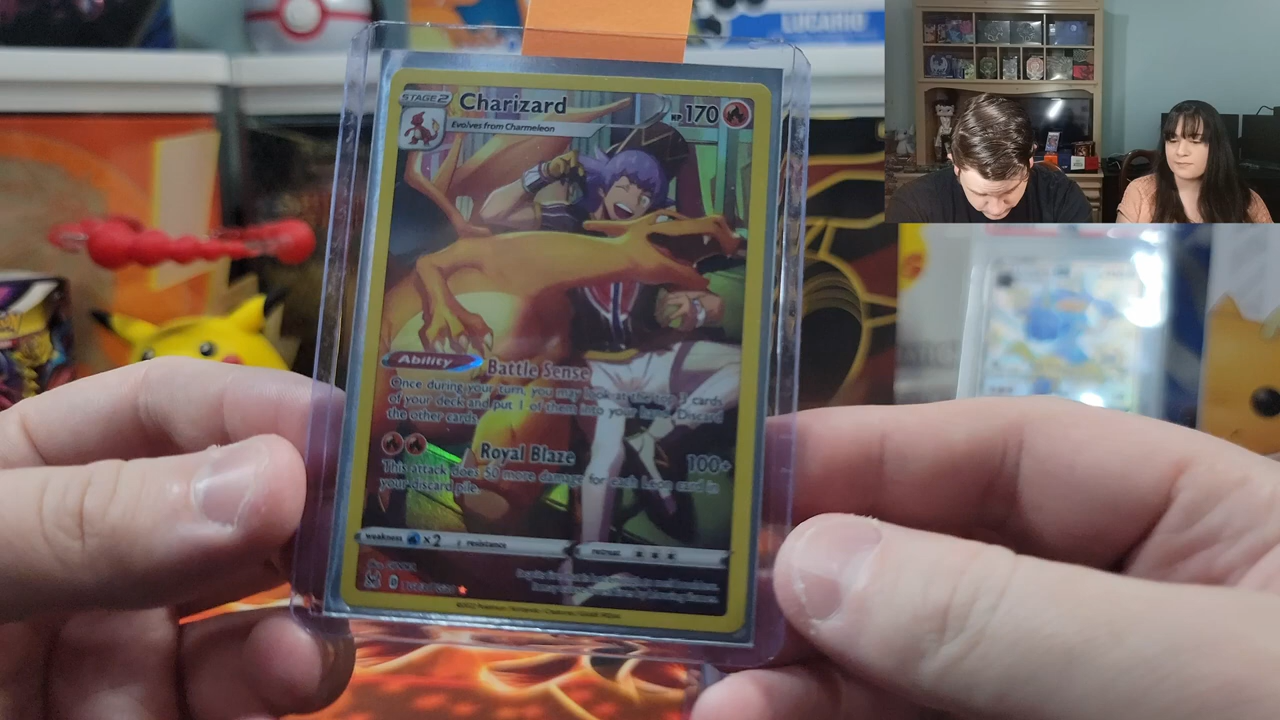 LUCARIO
STAGE 2 Charizard HP 170
Evolves from Charmeleon
Ability Battle Sense
Once during your turn, you may look at the top 3 cards
of your deck and put 1 of them into your hand. Discard
the other cards.
Royal Blaze 100+
This attack does 50 more damage for each Leon card in
your discard pile.
weakness x2 resistance retreat